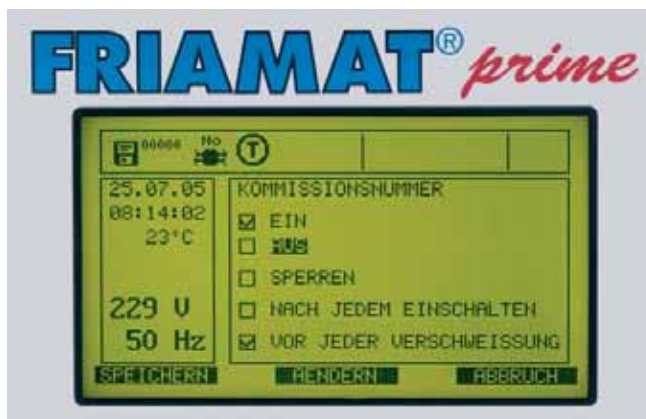 FRIAMAT® prime
00000 No T
25.07.05
08:14:02
23°C
229 V
50 Hz
KOMMISSIONSNUMMER
EIN
AUS
SPERREN
NACH JEDEM EINSCHALTEN
VOR JEDER VERSCHWEISSUNG
SPEICHERN AENDERN ABBRUCH